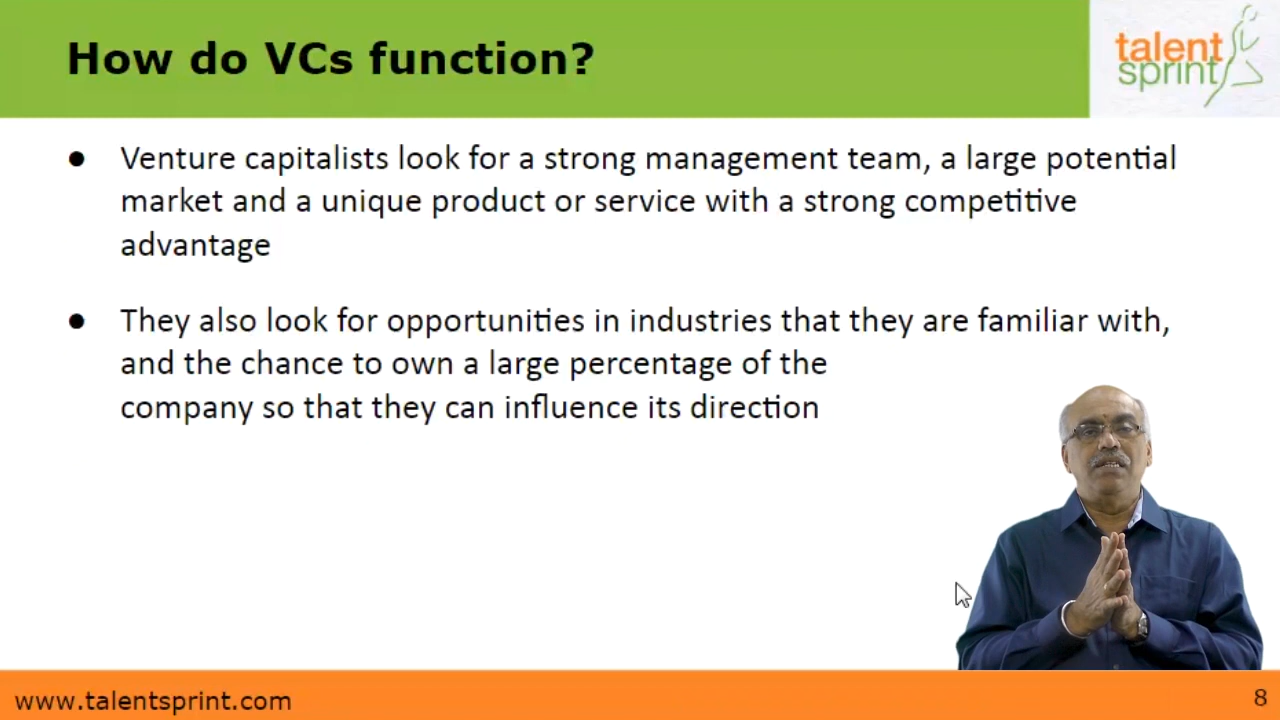 How do VCs function?
talent
sprint
● Venture capitalists look for a strong management team, a large potential
market and a unique product or service with a strong competitive
advantage
● They also look for opportunities in industries that they are familiar with,
and the chance to own a large percentage of the
company so that they can influence its direction
www.talentsprint.com
8